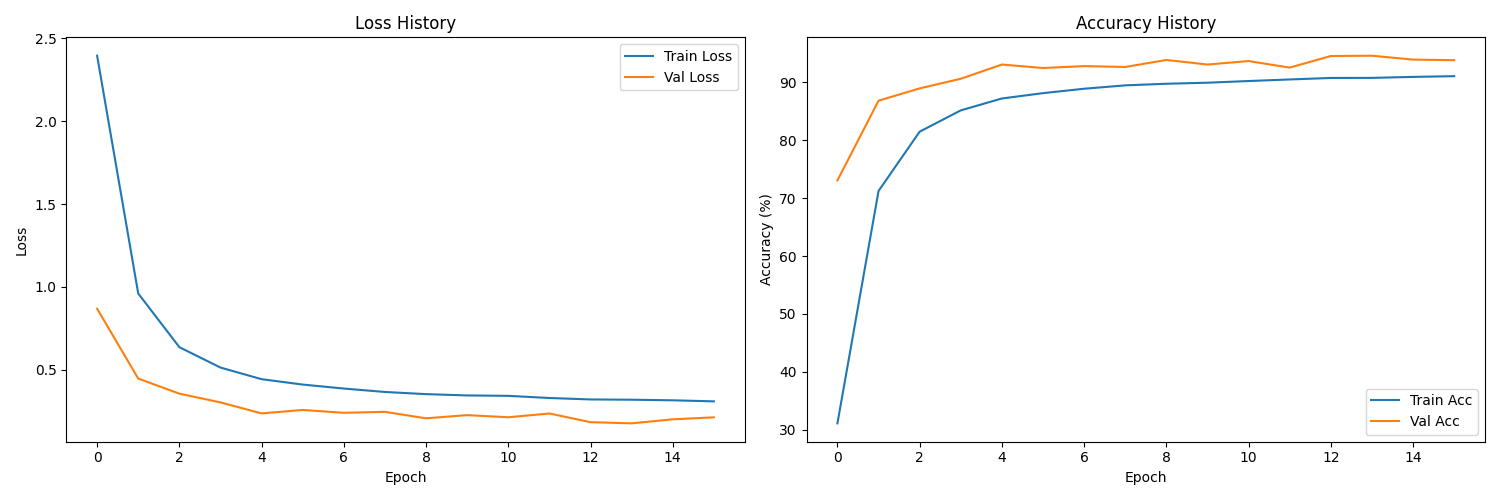 Loss History
2.5
2.0
1.5
1.0
0.5
Loss
0
2
4
6
8
10
12
14
Epoch
Train Loss
Val Loss
Accuracy History
90
80
70
60
50
40
30
Accuracy (%)
0
2
4
6
8
10
12
14
Epoch
Train Acc
Val Acc